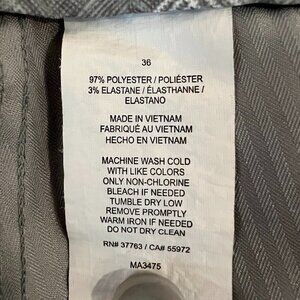 36
97% POLYESTER / POLIÉSTER
3% ELASTANE / ÉLASTHANNE /
ELASTANO
MADE IN VIETNAM
FABRIQUÉ AU VIETNAM
HECHO EN VIETNAM
MACHINE WASH COLD
WITH LIKE COLORS
ONLY NON-CHLORINE
BLEACH IF NEEDED
TUMBLE DRY LOW
REMOVE PROMPTLY
WARM IRON IF NEEDED
DO NOT DRY CLEAN
RN# 37763 / CA# 55972
MA3475